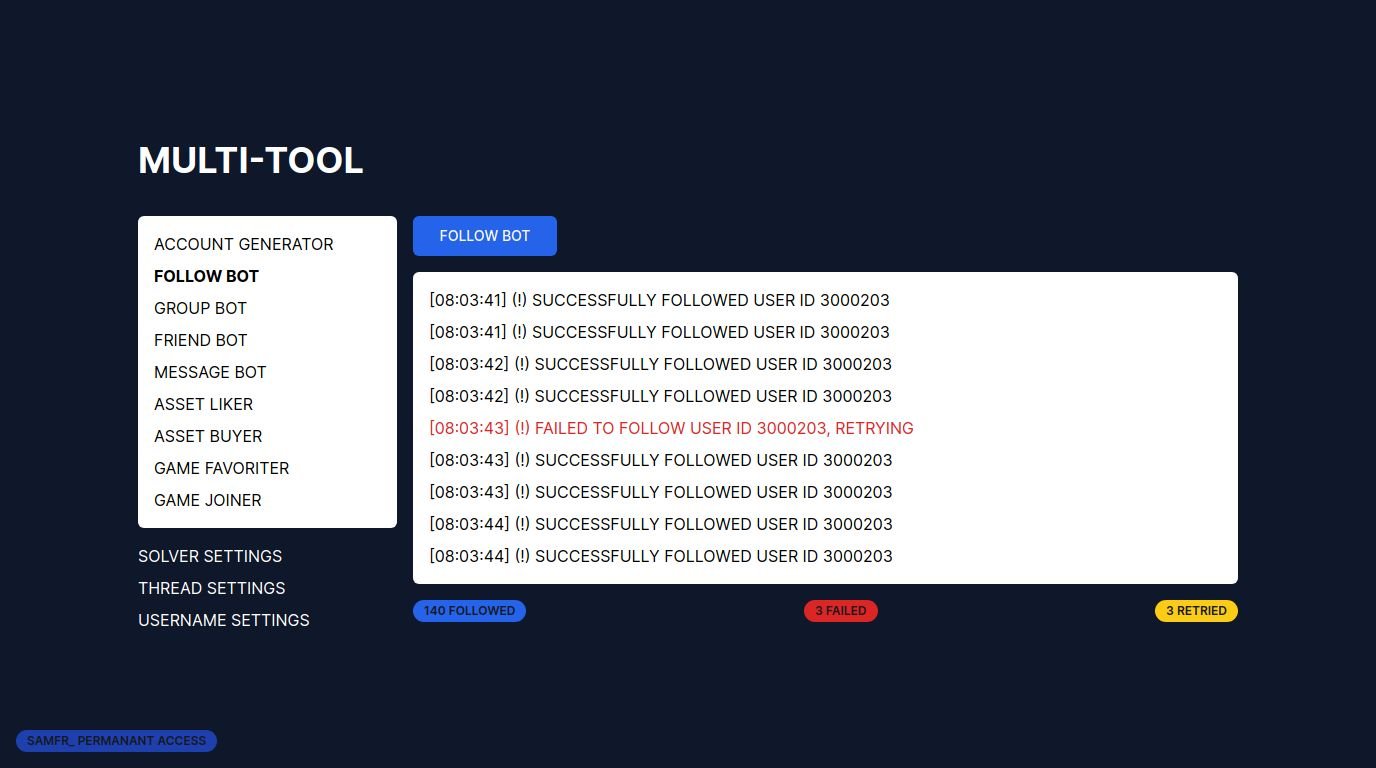 MULTI-TOOL
ACCOUNT GENERATOR
FOLLOW BOT
GROUP BOT
FRIEND BOT
MESSAGE BOT
ASSET LIKER
ASSET BUYER
GAME FAVORITER
GAME JOINER
SOLVER SETTINGS
THREAD SETTINGS
USERNAME SETTINGS
FOLLOW BOT
[08:03:41] (!) SUCCESSFULLY FOLLOWED USER ID 3000203
[08:03:41] (!) SUCCESSFULLY FOLLOWED USER ID 3000203
[08:03:42] (!) SUCCESSFULLY FOLLOWED USER ID 3000203
[08:03:42] (!) SUCCESSFULLY FOLLOWED USER ID 3000203
[08:03:43] (!) FAILED TO FOLLOW USER ID 3000203, RETRYING
[08:03:43] (!) SUCCESSFULLY FOLLOWED USER ID 3000203
[08:03:43] (!) SUCCESSFULLY FOLLOWED USER ID 3000203
[08:03:44] (!) SUCCESSFULLY FOLLOWED USER ID 3000203
[08:03:44] (!) SUCCESSFULLY FOLLOWED USER ID 3000203
140 FOLLOWED
3 FAILED
3 RETRIED
SAMFR_ PERMANANT ACCESS